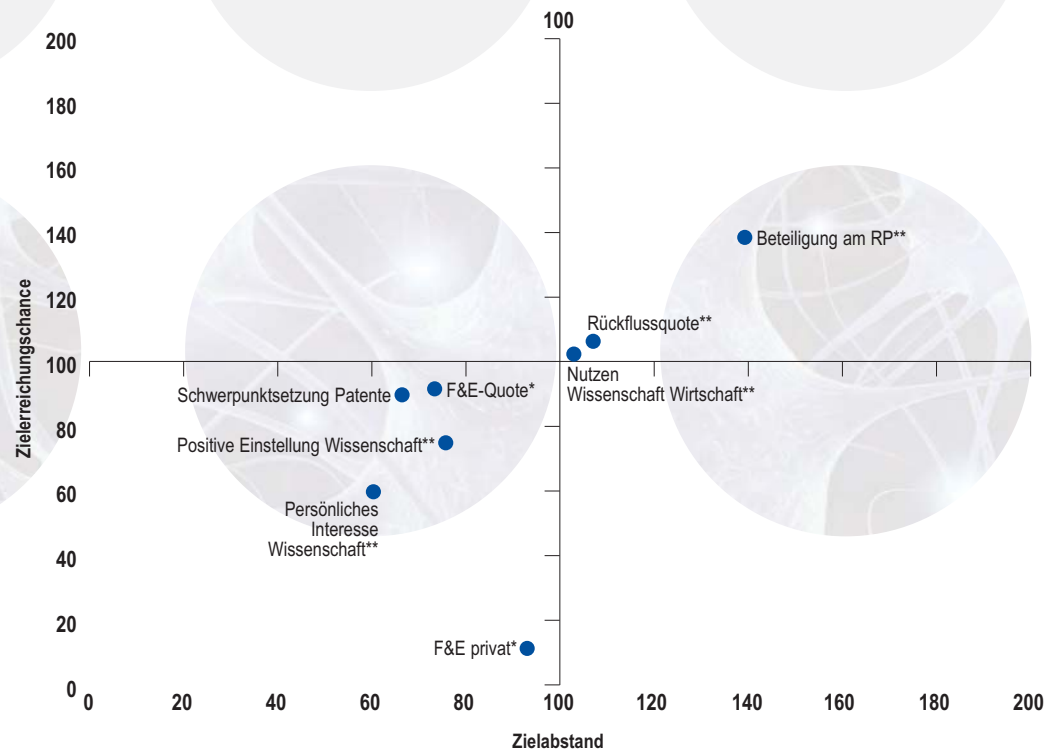 100
200
180
160
140
120
100
80
60
40
20
0
Zielerreichungschance
Beteiligung am RP**
Rückflussquote**
Nutzen
Wissenschaft Wirtschaft**
Schwerpunktsetzung Patente
F&E-Quote*
Positive Einstellung Wissenschaft**
Persönliches
Interesse
Wissenschaft**
F&E privat*
0
20
40
60
80
100
120
140
160
180
200
Zielabstand